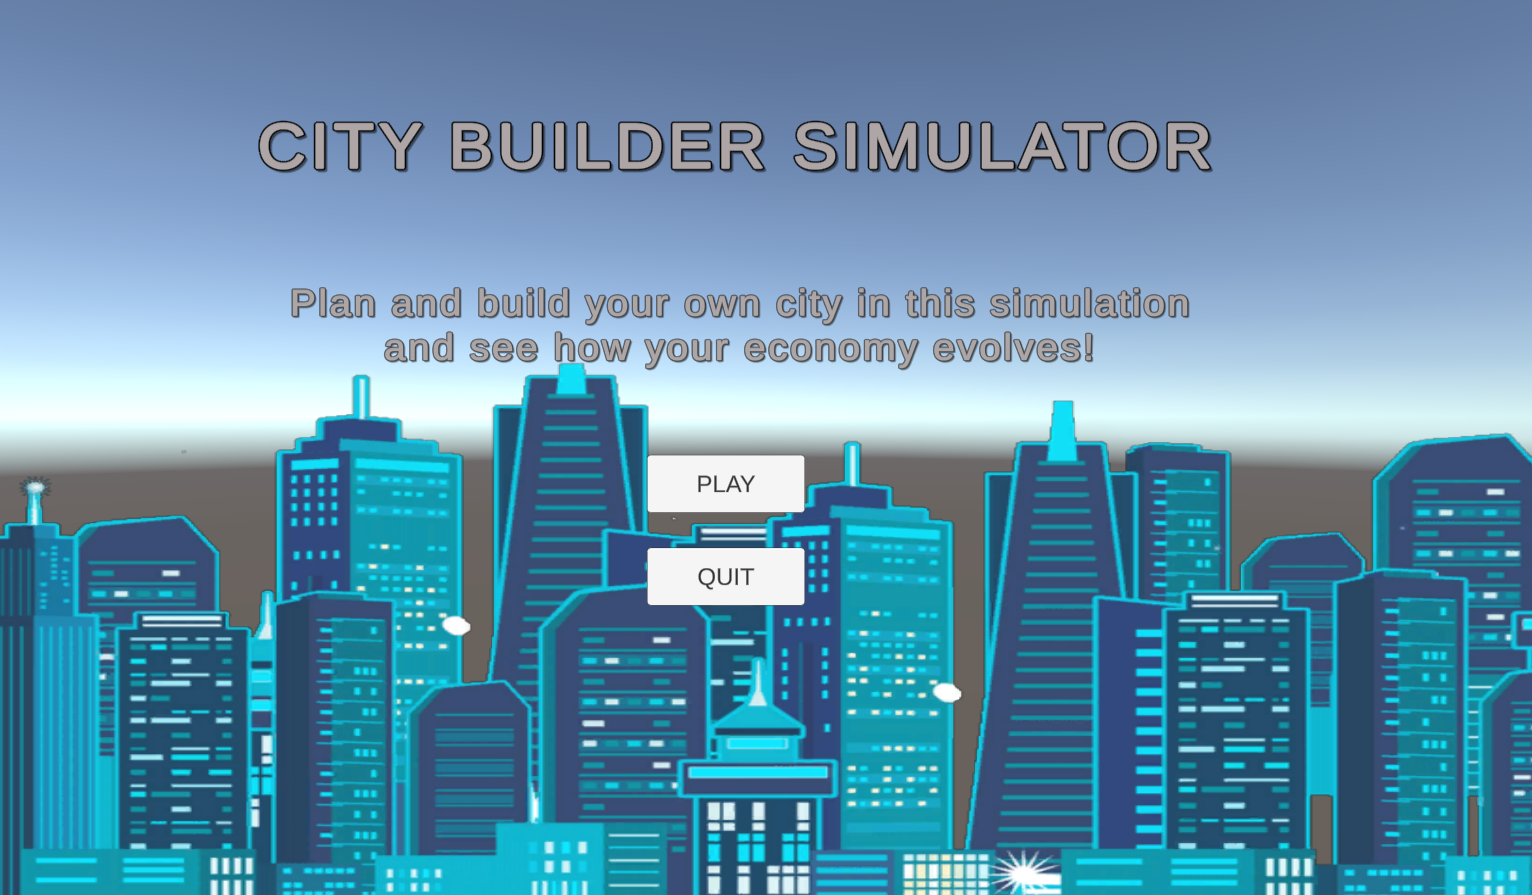 CITY BUILDER SIMULATOR
Plan and build your own city in this simulation
and see how your economy evolves!
PLAY
QUIT